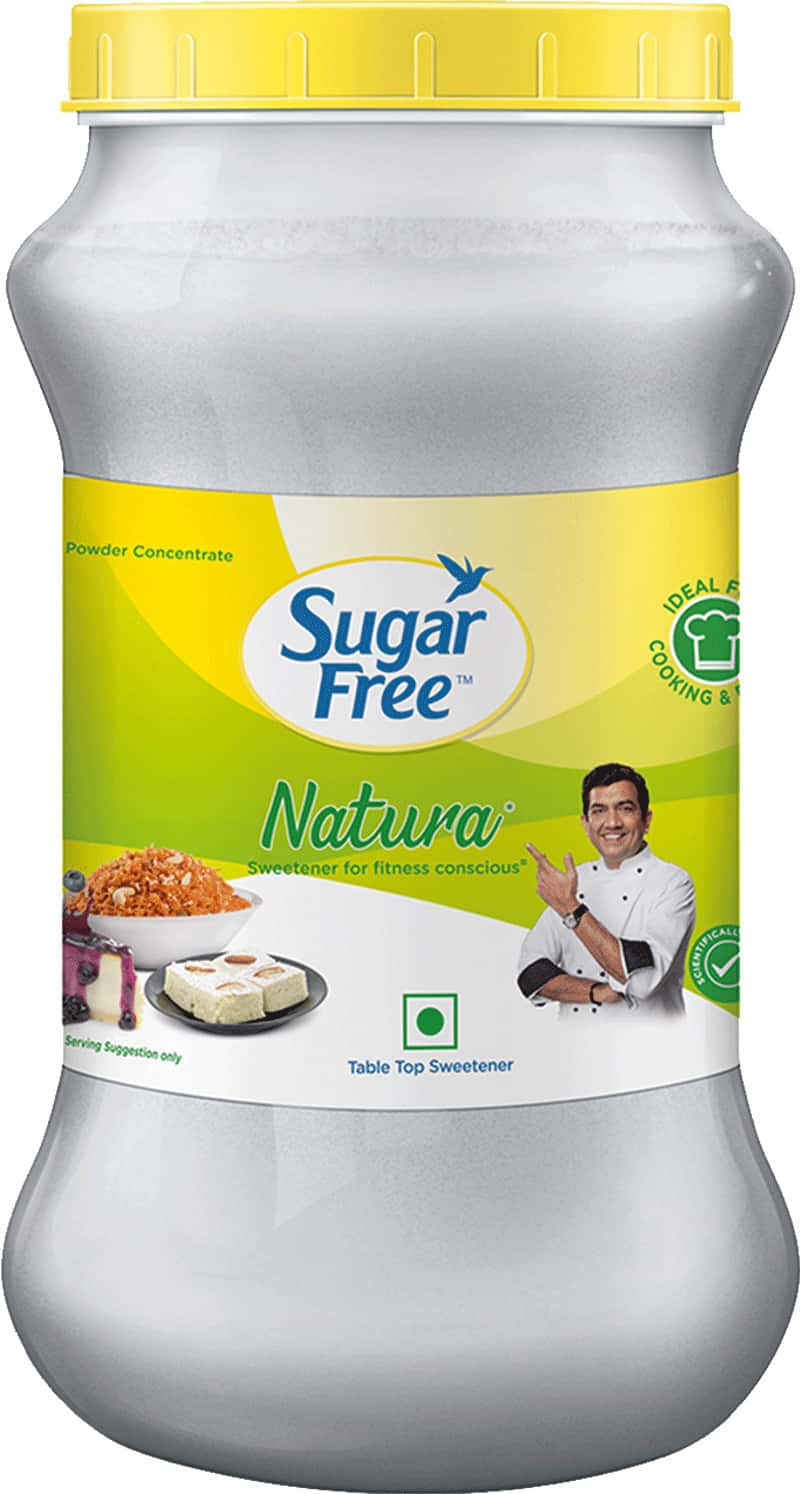 Powder Concentrate
Sugar
Free™
IDEAL
COOKING &
Natura®
Sweetener for fitness conscious®
Serving Suggestion only
Table Top Sweetener